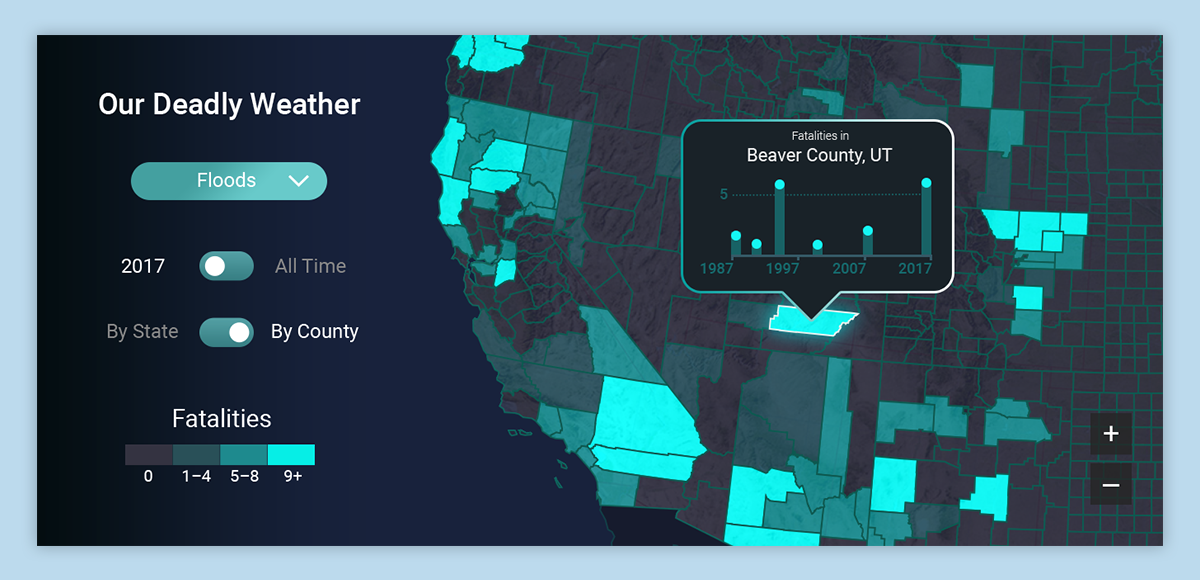 Our Deadly Weather
Floods
2017 All Time
By State By County
Fatalities
0 1–4 5–8 9+
Fatalities in
Beaver County, UT
5
1987 1997 2007 2017
+
−